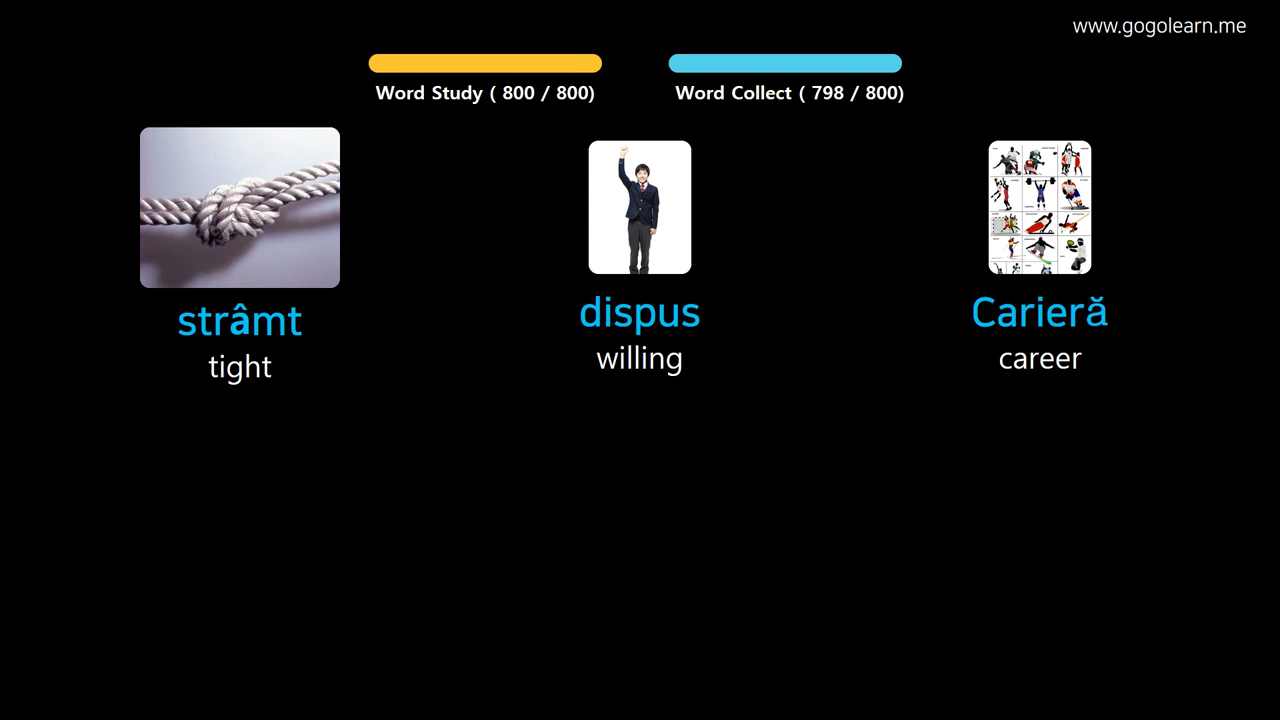 www.gogolearn.me
Word Study ( 800 / 800)
Word Collect ( 798 / 800)
strâmt
tight
dispus
willing
Carieră
career